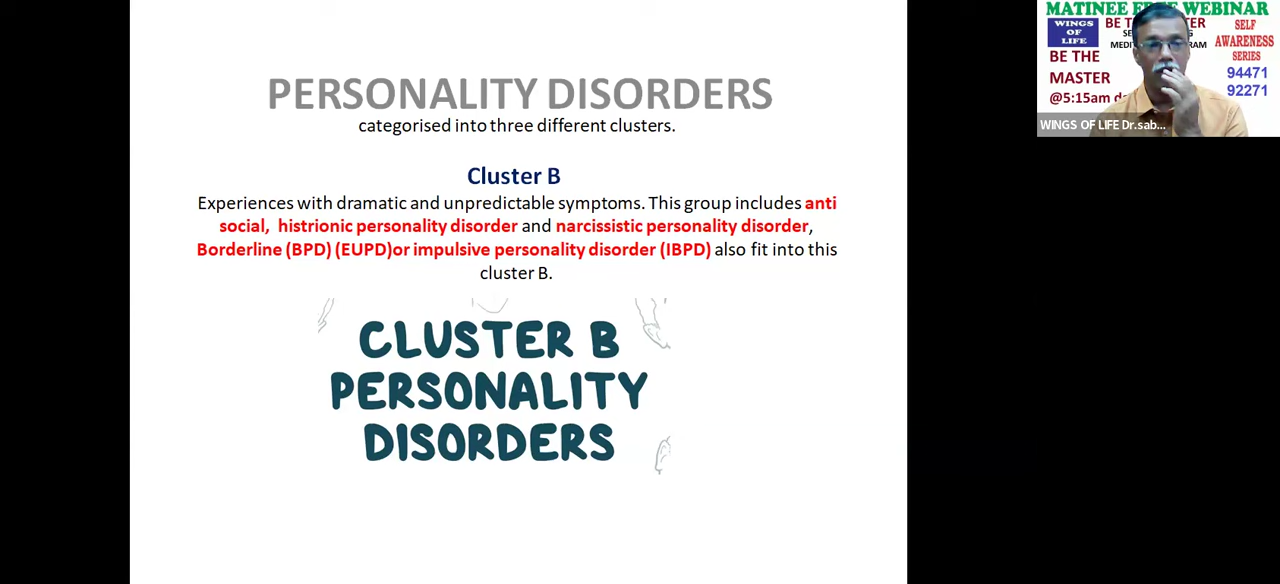 PERSONALITY DISORDERS
categorised into three different clusters.
Cluster B
Experiences with dramatic and unpredictable symptoms. This group includes anti
social, histrionic personality disorder and narcissistic personality disorder,
Borderline (BPD) (EUPD)or impulsive personality disorder (IBPD) also fit into this
cluster B.
CLUSTER B
PERSONALITY
DISORDERS
MATINEE FREE WEBINAR
WINGS
OF
LIFE
BE THE
MASTER
@5:15am
SELF
AWARENESS
SERIES
94471
92271
WINGS OF LIFE Dr.sab...